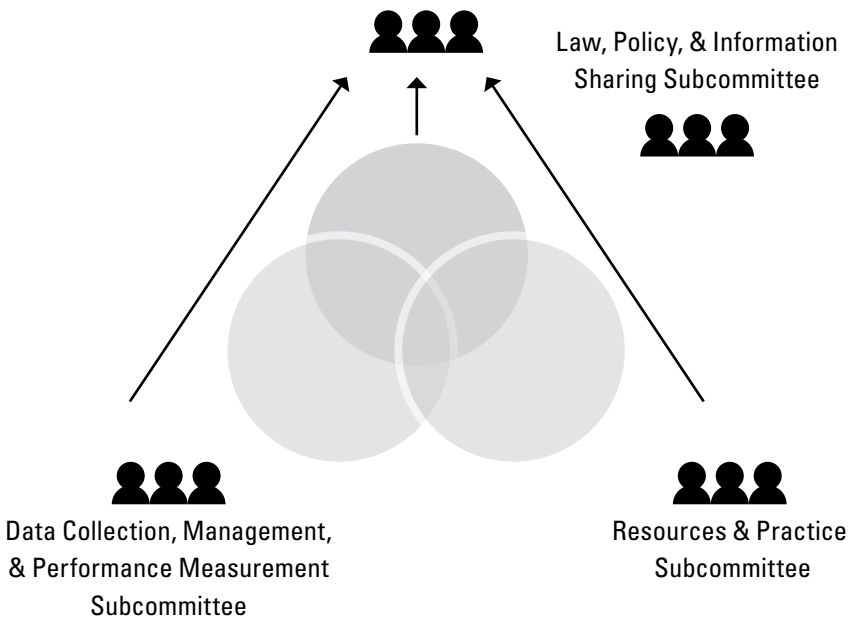 Law, Policy, & Information
Sharing Subcommittee
Data Collection, Management,
& Performance Measurement
Subcommittee
Resources & Practice
Subcommittee